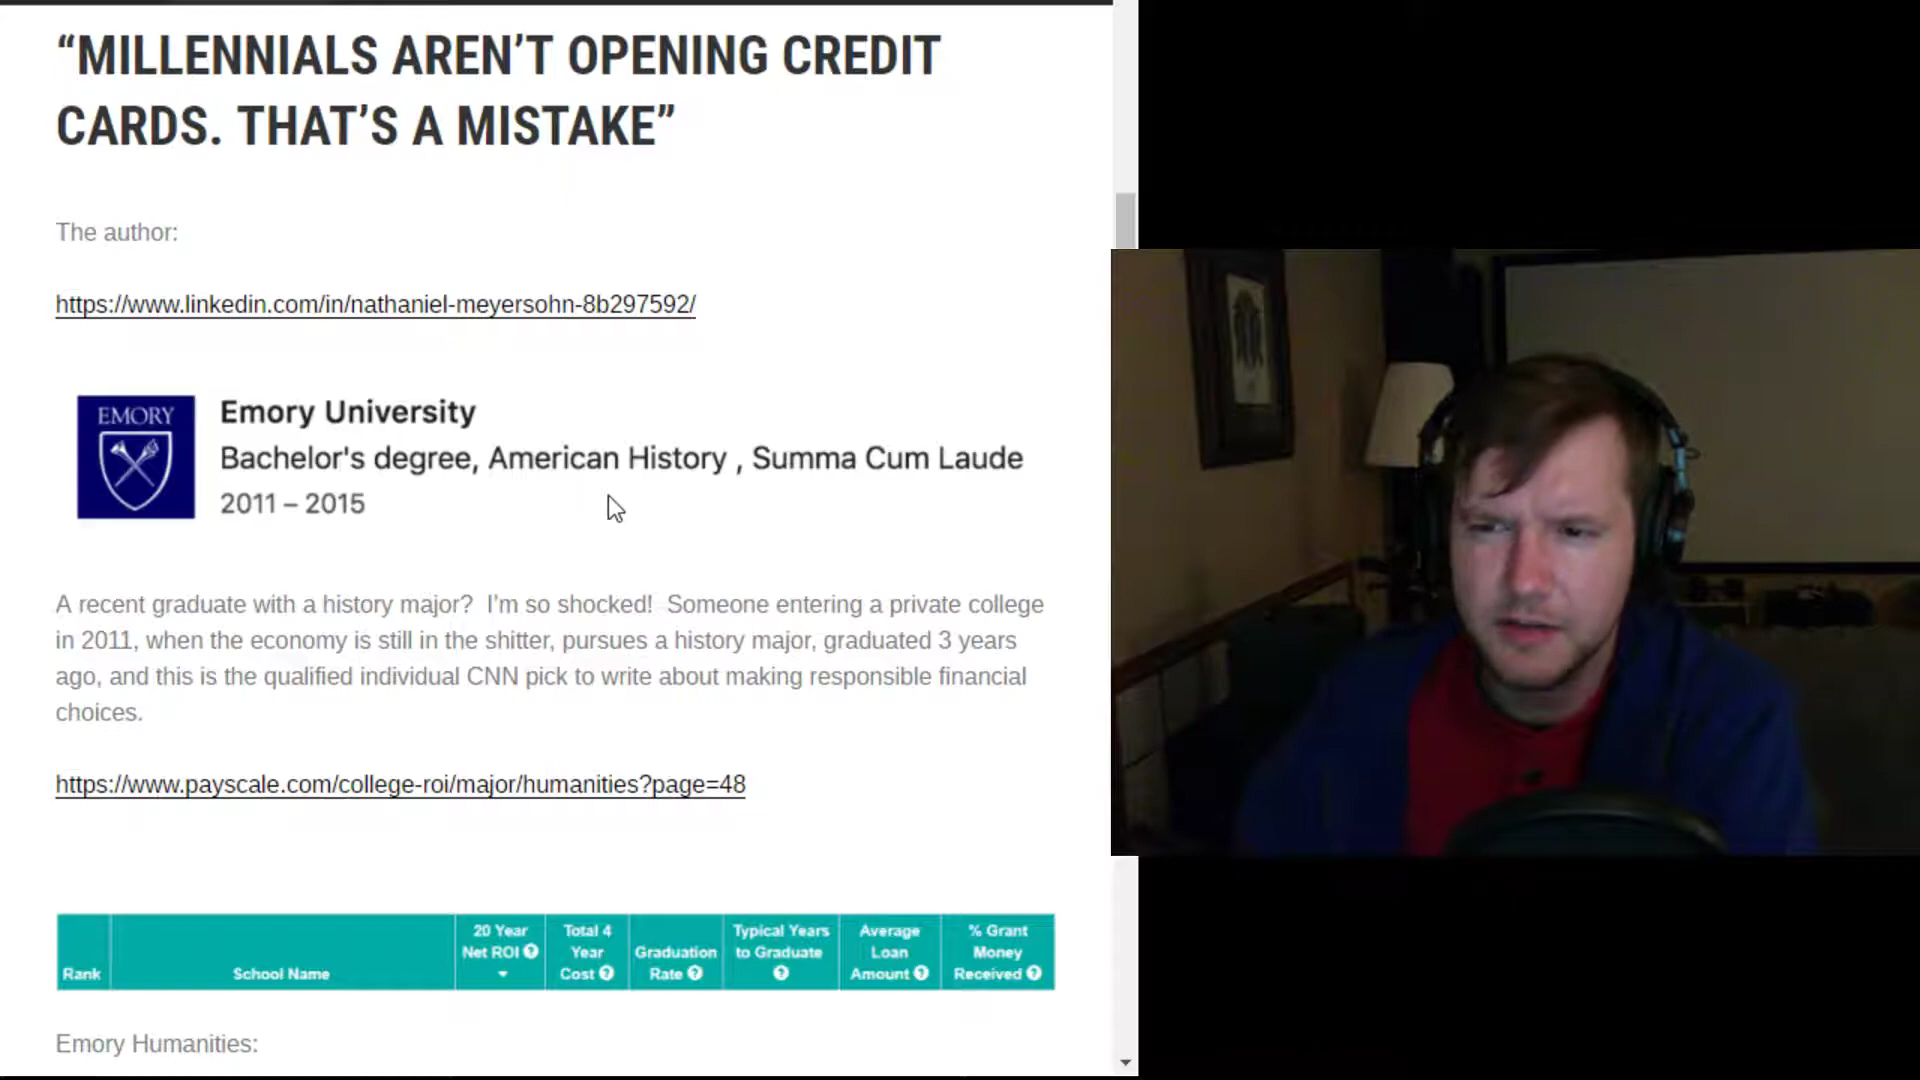 “MILLENNIALS AREN’T OPENING CREDIT
CARDS. THAT’S A MISTAKE”
The author:
https://www.linkedin.com/in/nathaniel-meyersohn-8b297592/
EMORY
Emory University
Bachelor's degree, American History , Summa Cum Laude
2011 – 2015
A recent graduate with a history major?  I'm so shocked!  Someone entering a private college
in 2011, when the economy is still in the shitter, pursues a history major, graduated 3 years
ago, and this is the qualified individual CNN pick to write about making responsible financial
choices.
https://www.payscale.com/college-roi/major/humanities?page=48
Rank
School Name
20 Year
Net ROI ?
Total 4
Year
Cost ?
Graduation
Rate ?
Typical Years
to Graduate
?
Average
Loan
Amount ?
% Grant
Money
Received ?
Emory Humanities: